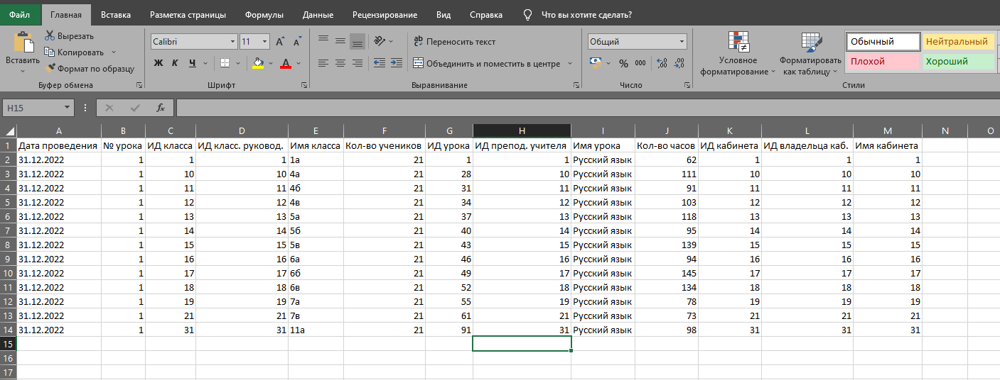 Файл Главная Вставка Разметка страницы Формулы Данные Рецензирование Вид Справка Что вы хотите сделать?
Вставить
Вырезать
Копировать
Формат по образцу
Буфер обмена
Calibri 11
Ж К Ч
Шрифт
Переносить текст
Объединить и поместить в центре
Выравнивание
Общий
% 000
Число
Условное форматирование
Форматировать как таблицу
Обычный Нейтральный
Плохой Хороший
Стили
H15 fx
A B C D E F G H I J K L M N O
1 Дата проведения № урока ИД класса ИД класс. руковод. Имя класса Кол-во учеников ИД урока ИД препод. учителя Имя урока Кол-во часов ИД кабинета ИД владельца каб. Имя кабинета
2 31.12.2022 1 1 1 1а 21 1 1 Русский язык 62 1 1 1
3 31.12.2022 1 10 10 4а 21 28 10 Русский язык 111 10 10 10
4 31.12.2022 1 11 11 4б 21 31 11 Русский язык 91 11 11 11
5 31.12.2022 1 12 12 4в 21 34 12 Русский язык 103 12 12 12
6 31.12.2022 1 13 13 5а 21 37 13 Русский язык 118 13 13 13
7 31.12.2022 1 14 14 5б 21 40 14 Русский язык 95 14 14 14
8 31.12.2022 1 15 15 5в 21 43 15 Русский язык 139 15 15 15
9 31.12.2022 1 16 16 6а 21 46 16 Русский язык 94 16 16 16
10 31.12.2022 1 17 17 6б 21 49 17 Русский язык 145 17 17 17
11 31.12.2022 1 18 18 6в 21 52 18 Русский язык 134 18 18 18
12 31.12.2022 1 19 19 7а 21 55 19 Русский язык 78 19 19 19
13 31.12.2022 1 21 21 7в 21 61 21 Русский язык 73 21 21 21
14 31.12.2022 1 31 31 11а 21 91 31 Русский язык 98 31 31 31
15
16
17